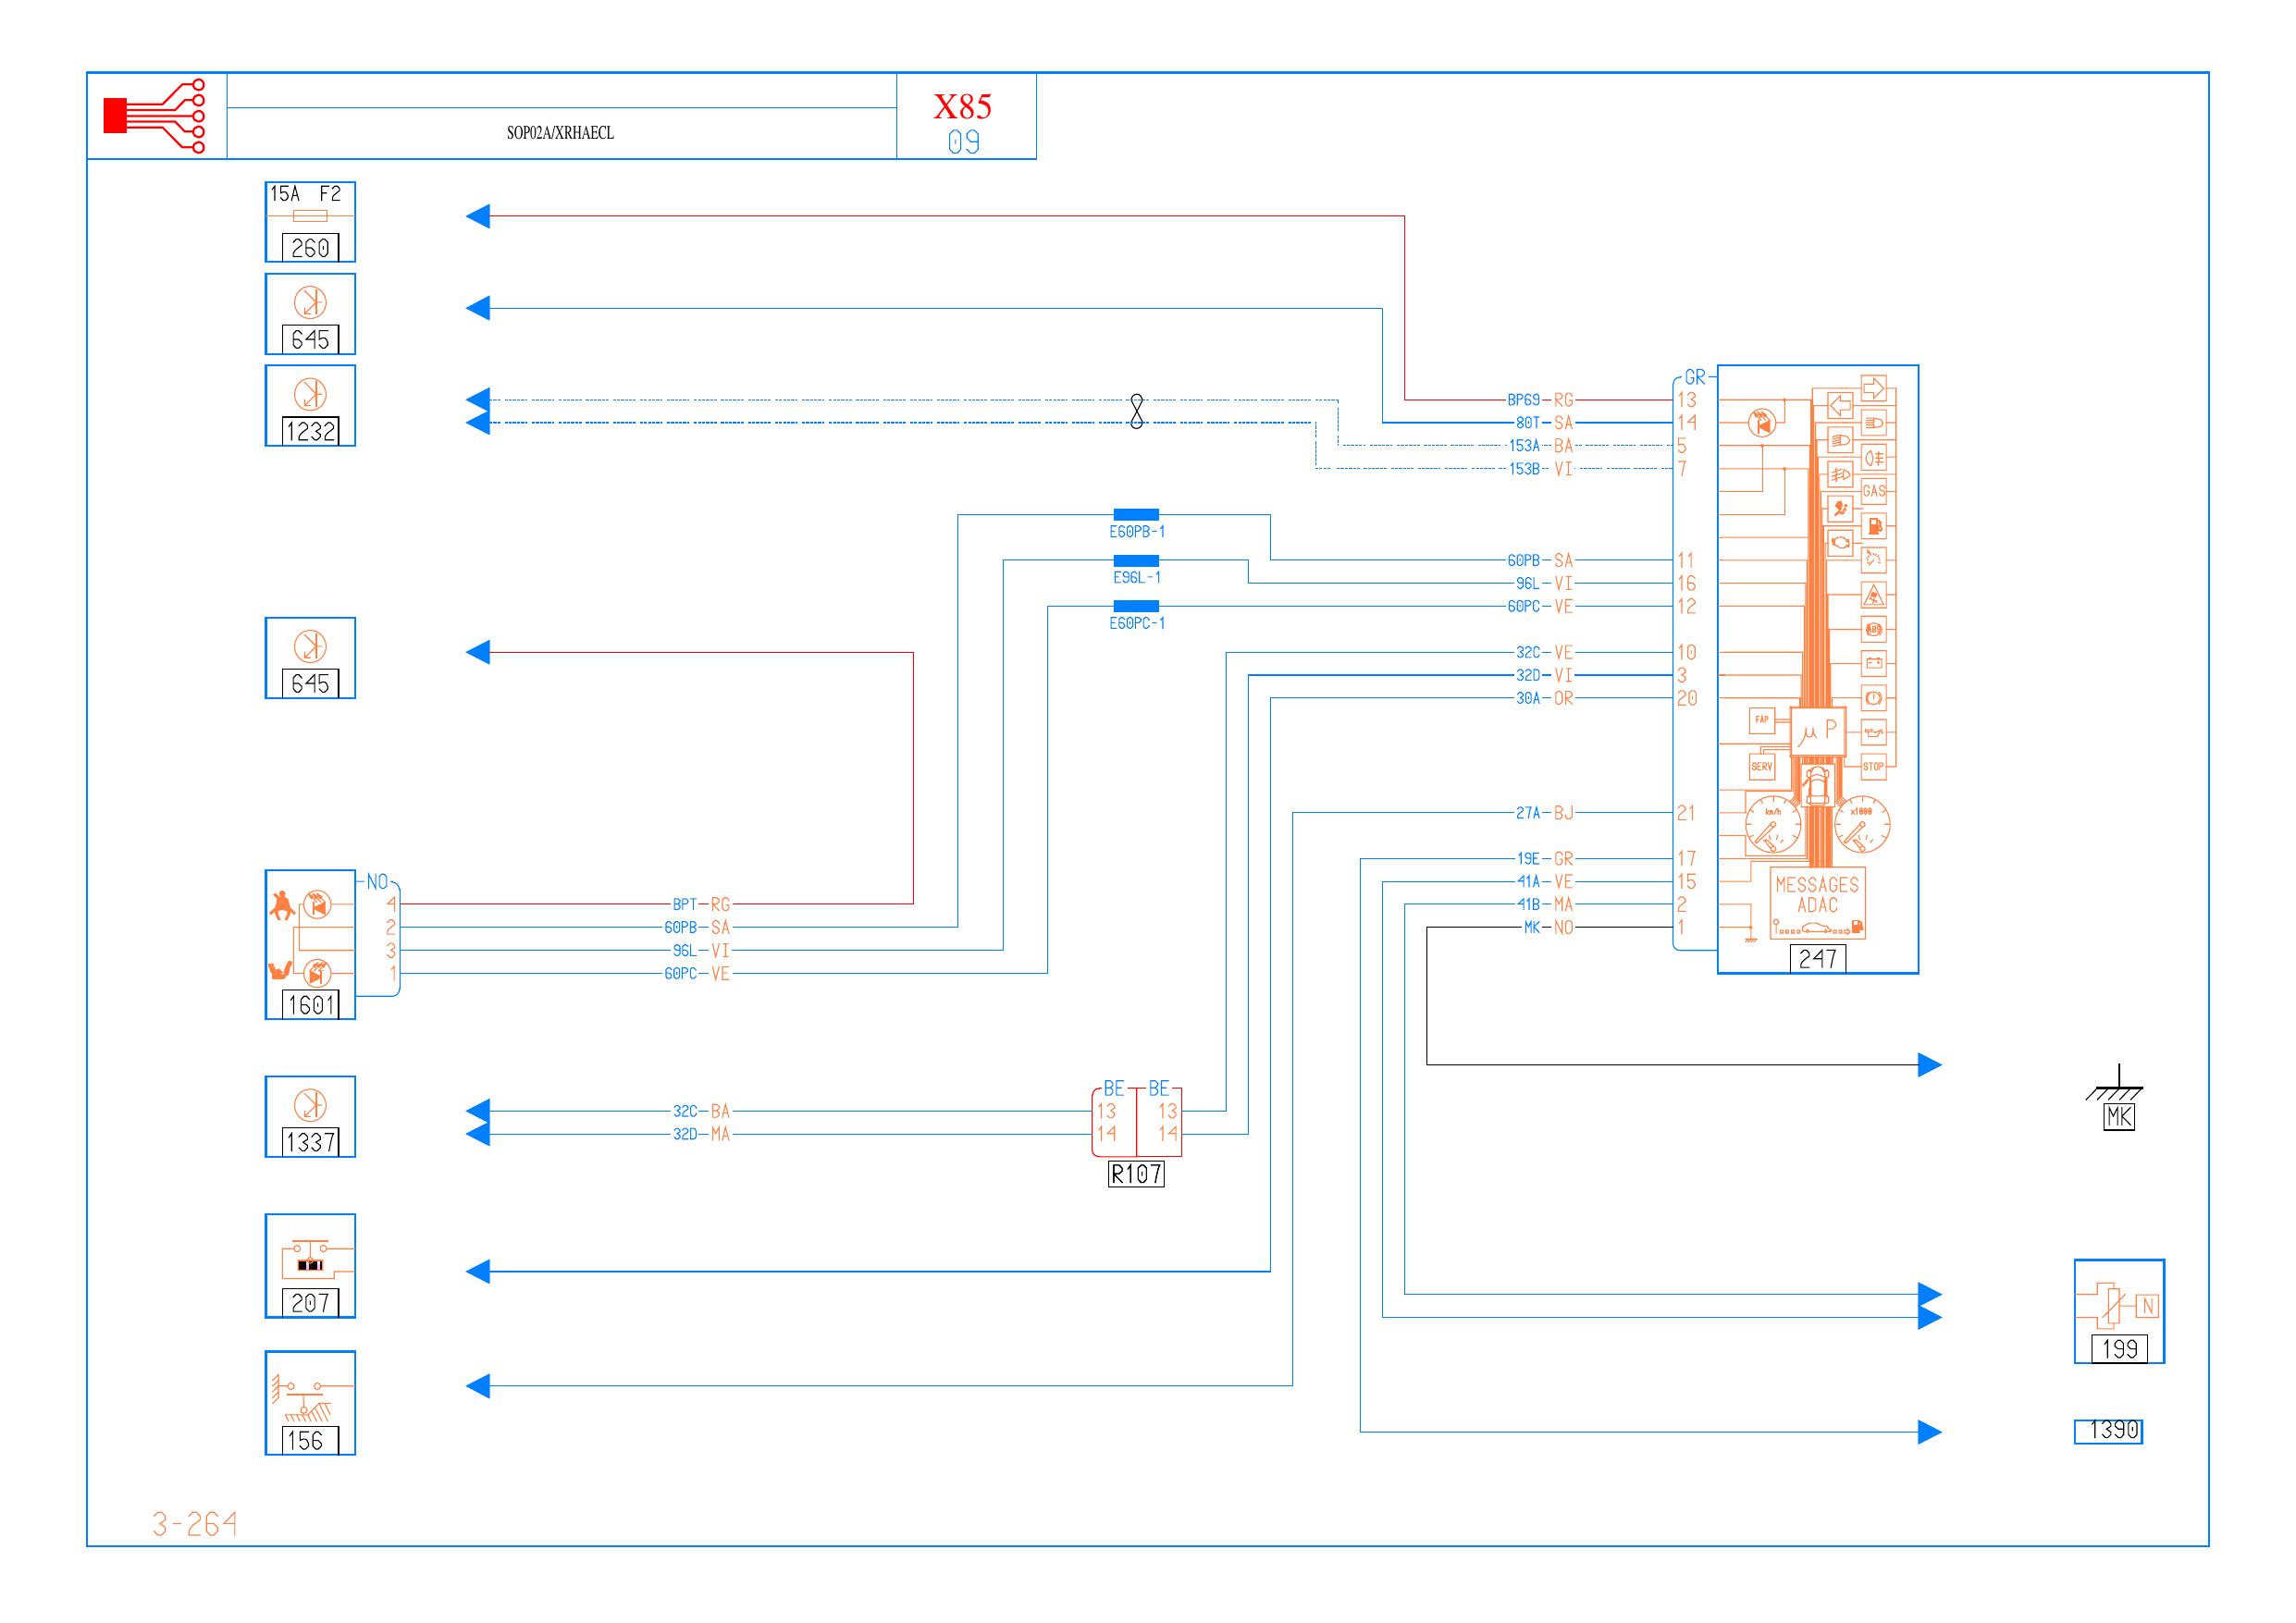 SOP02A/XRHAECL
X85
09
15A F2
260
645
1232
GR
BP69 RG 13
80T SA 14
153A BA 5
153B VI 7
GAS
E60PB-1
E96L-1
E60PC-1
60PB SA 11
96L VI 16
60PC VE 12
ABS
645
32C VE 10
32D VI 3
30A OR 20
FAP
µP
SERV
STOP
km/h
x1000
27A BJ 21
19E GR 17
41A VE 15
41B MA 2
MK NO 1
MESSAGES
ADAC
247
NO
4 BPT RG
2 60PB SA
3 96L VI
1 60PC VE
1601
MK
BE BE
32C BA 13 13
32D MA 14 14
1337
R107
207
N
199
156
1390
3-264